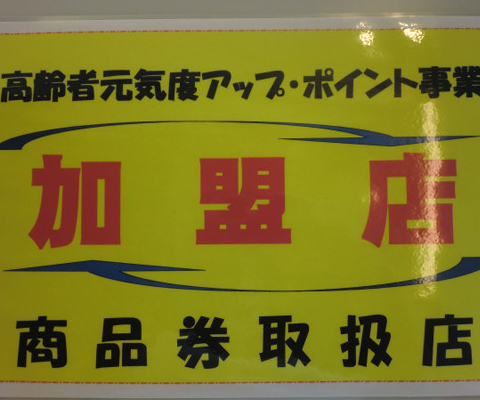 高齢者元気度アップ・ポイント事業
加盟店
商品券取扱店